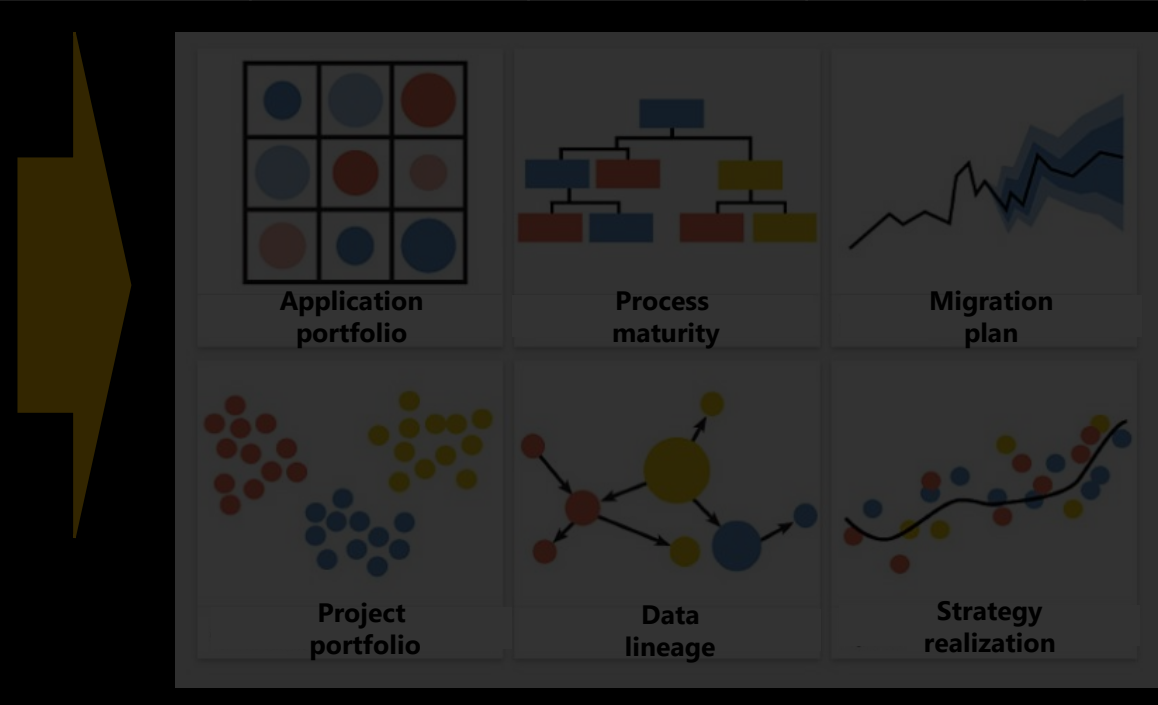 Application
portfolio
Process
maturity
Migration
plan
Project
portfolio
Data
lineage
Strategy
realization